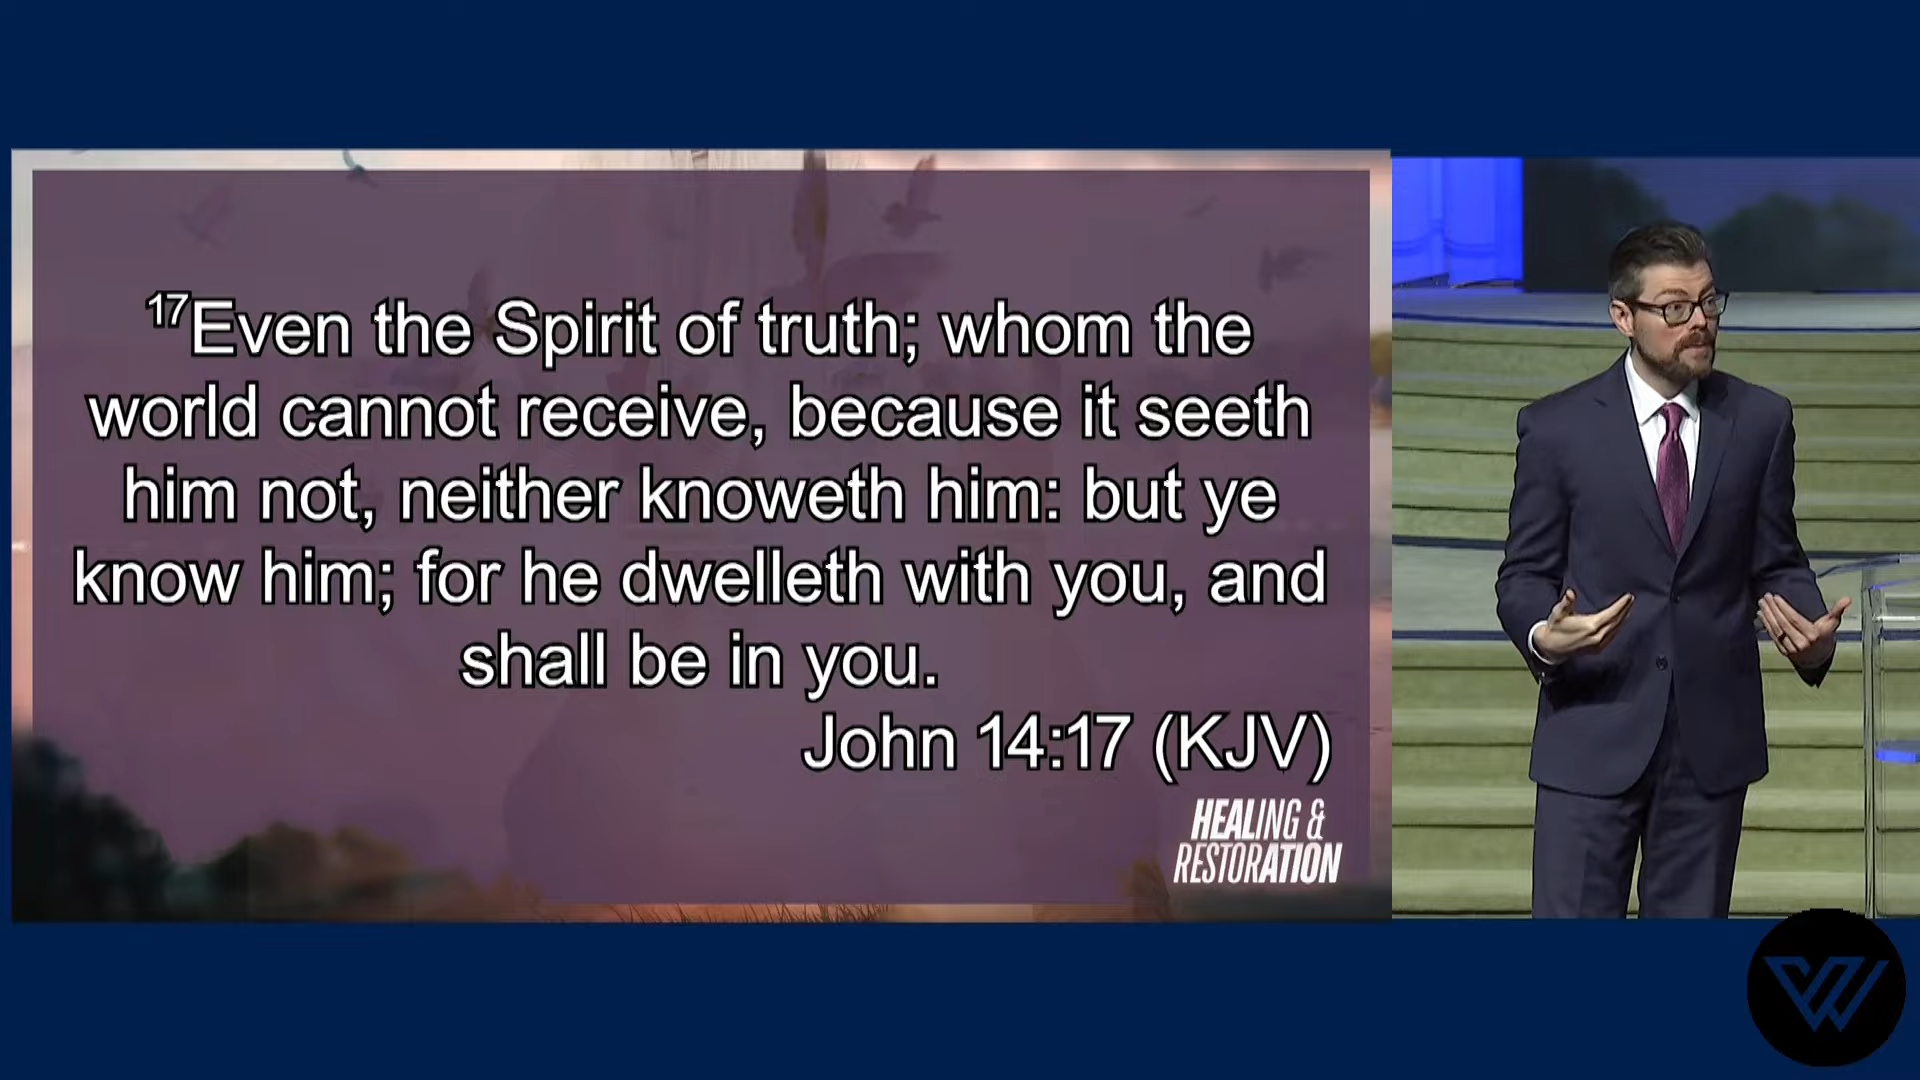 17Even the Spirit of truth; whom the
world cannot receive, because it seeth
him not, neither knoweth him: but ye
know him; for he dwelleth with you, and
shall be in you.
John 14:17 (KJV)
HEALING &
RESTORATION